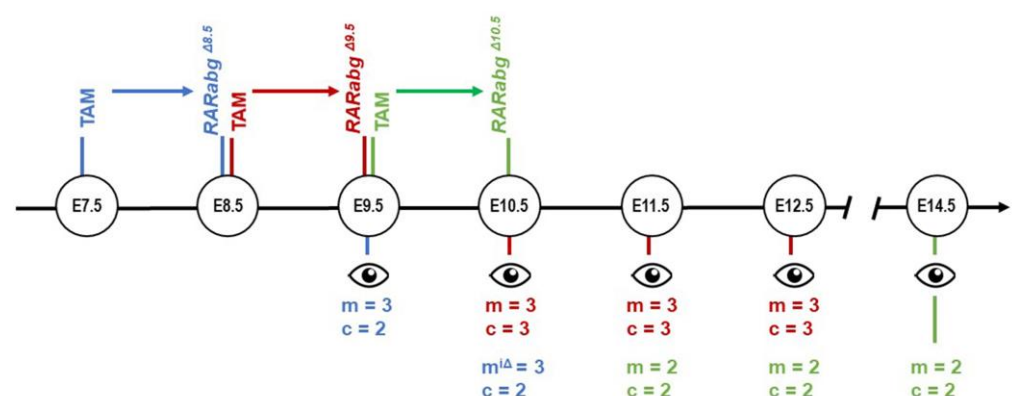 TAM
RARabg Δ8.5
TAM
RARabg Δ9.5
TAM
RARabg Δ10.5
E7.5
E8.5
E9.5
E10.5
E11.5
E12.5
E14.5
m = 3
c = 2
m = 3
c = 3
m = 3
c = 3
m = 3
c = 3
m^iΔ = 3
c = 2
m = 2
c = 2
m = 2
c = 2
m = 2
c = 2